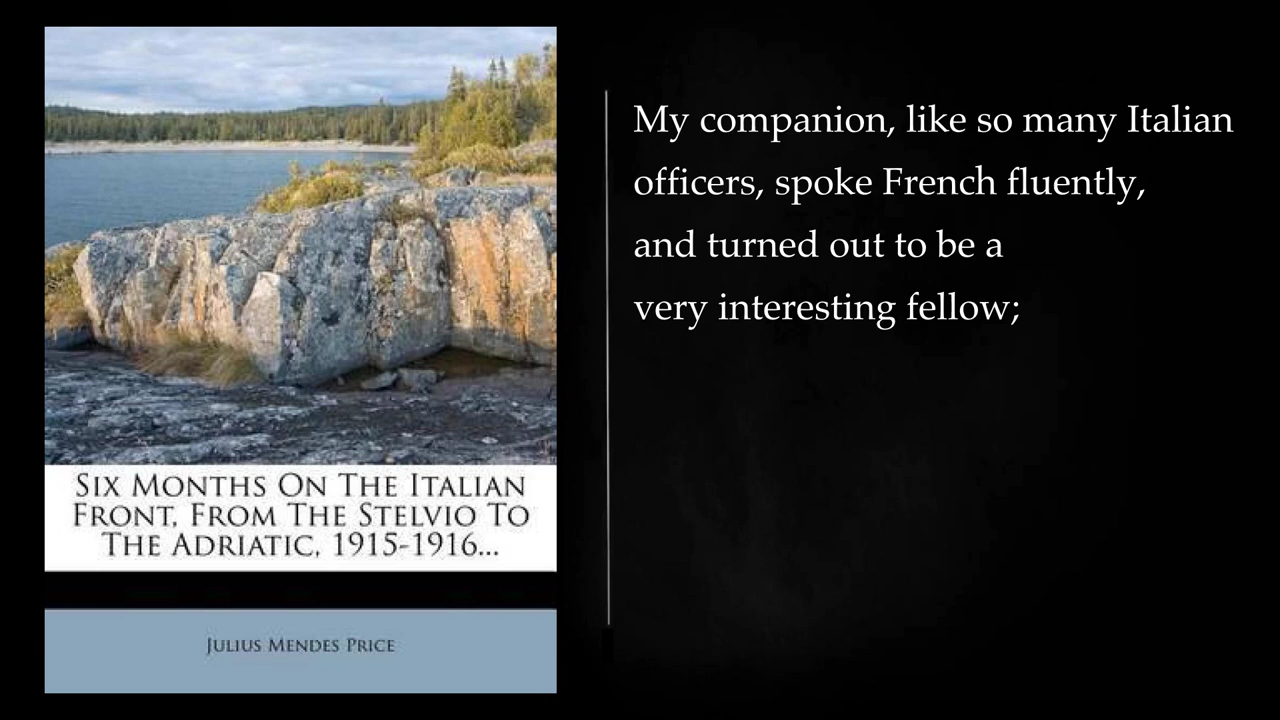 My companion, like so many Italian
officers, spoke French fluently,
and turned out to be a
very interesting fellow;
Six Months On The Italian
Front, From The Stelvio To
The Adriatic, 1915-1916...
Julius Mendes Price